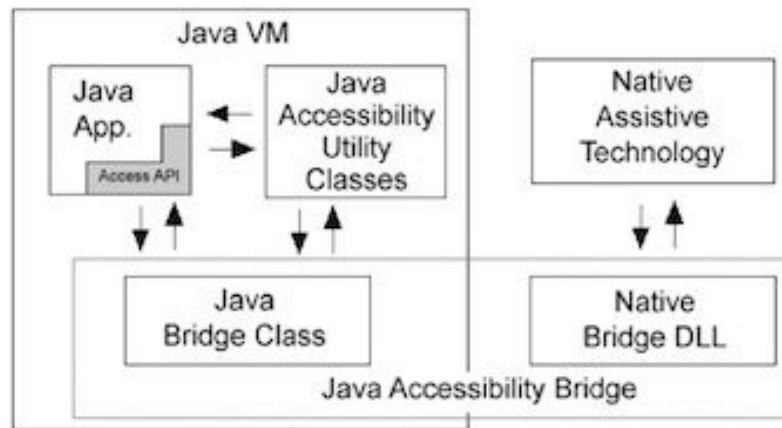 Java VM
Java
App.
Access API
Java
Accessibility
Utility
Classes
Native
Assistive
Technology
Java
Bridge Class
Native
Bridge DLL
Java Accessibility Bridge